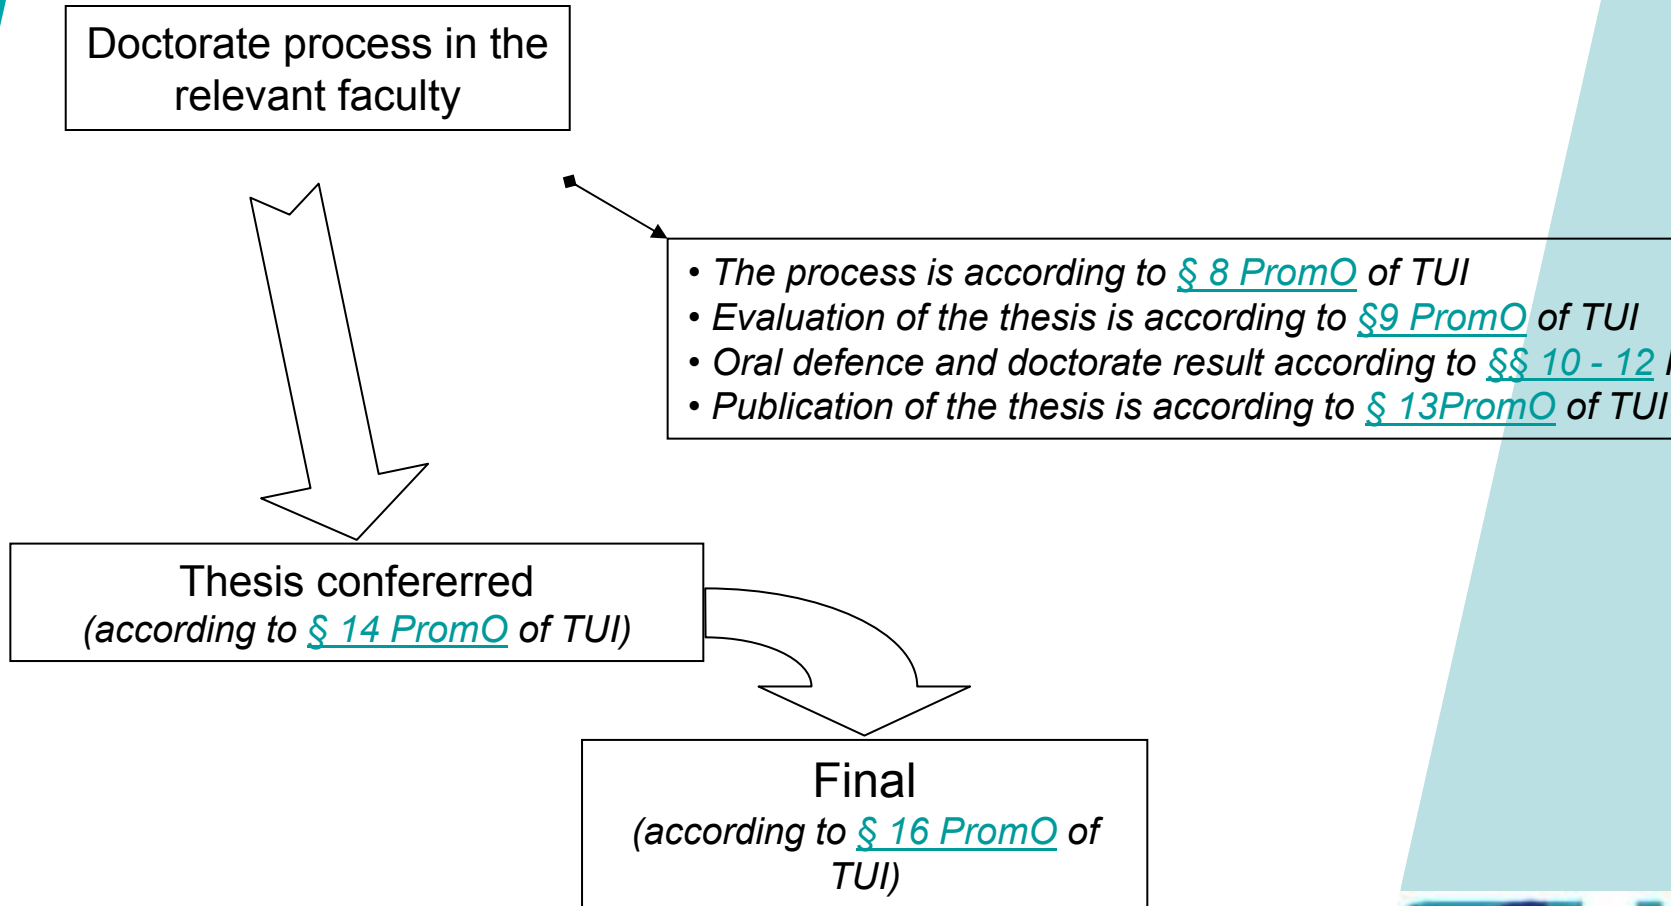 Doctorate process in the
relevant faculty
• The process is according to § 8 PromO of TUI
• Evaluation of the thesis is according to §9 PromO of TUI
• Oral defence and doctorate result according to §§ 10 - 12
• Publication of the thesis is according to § 13PromO of TUI
Thesis confererred
(according to § 14 PromO of TUI)
Final
(according to § 16 PromO of
TUI)